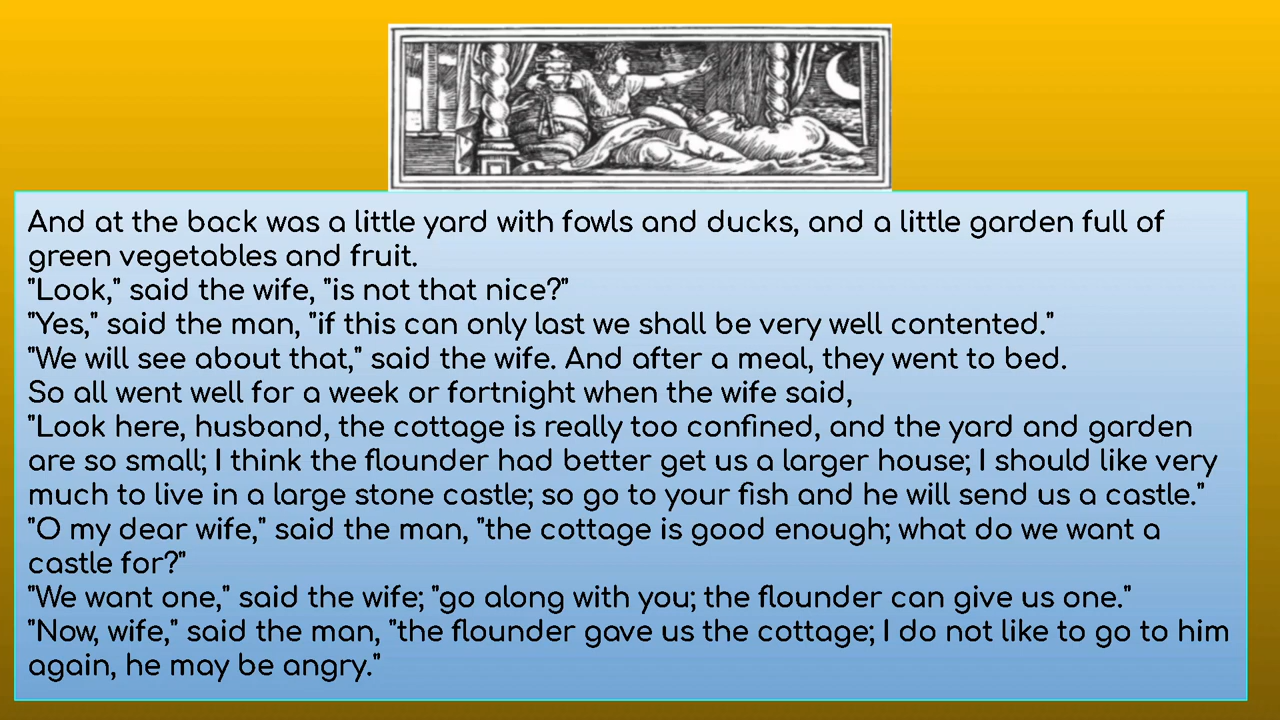 And at the back was a little yard with fowls and ducks, and a little garden full of
green vegetables and fruit.
"Look," said the wife, "is not that nice?"
"Yes," said the man, "if this can only last we shall be very well contented."
"We will see about that," said the wife. And after a meal, they went to bed.
So all went well for a week or fortnight when the wife said,
"Look here, husband, the cottage is really too confined, and the yard and garden
are so small; I think the flounder had better get us a larger house; I should like very
much to live in a large stone castle; so go to your fish and he will send us a castle."
"O my dear wife," said the man, "the cottage is good enough; what do we want a
castle for?"
"We want one," said the wife; "go along with you; the flounder can give us one."
"Now, wife," said the man, "the flounder gave us the cottage; I do not like to go to him
again, he may be angry."